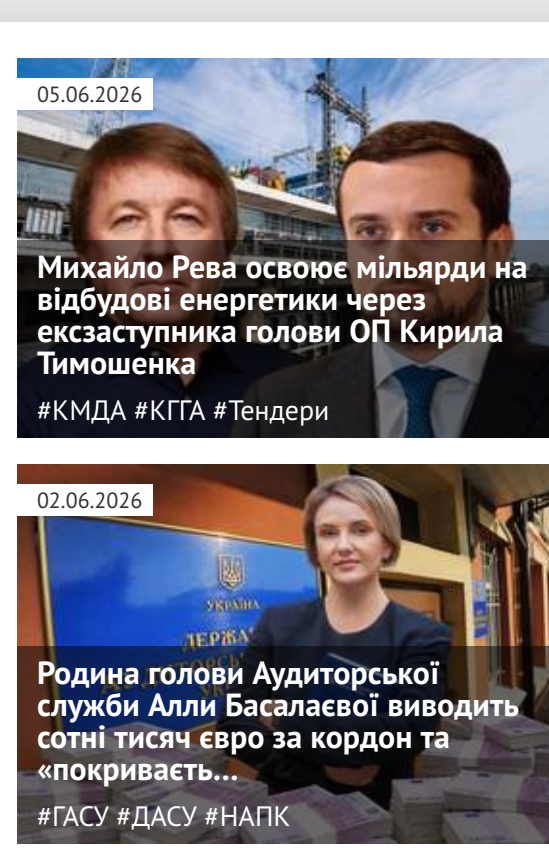 05.06.2026
Михайло Рева освоює мільярди на
відбудові енергетики через
ексзаступника голови ОП Кирила
Тимошенка
#КМДА #КГГА #Тендери
02.06.2026
УКРАЇНА
ДЕРЖА
Родина голови Аудиторської
служби Алли Басалаєвої виводить
сотні тисяч євро за кордон та
«покриваєть...
#ГАСУ #ДАСУ #НАПК